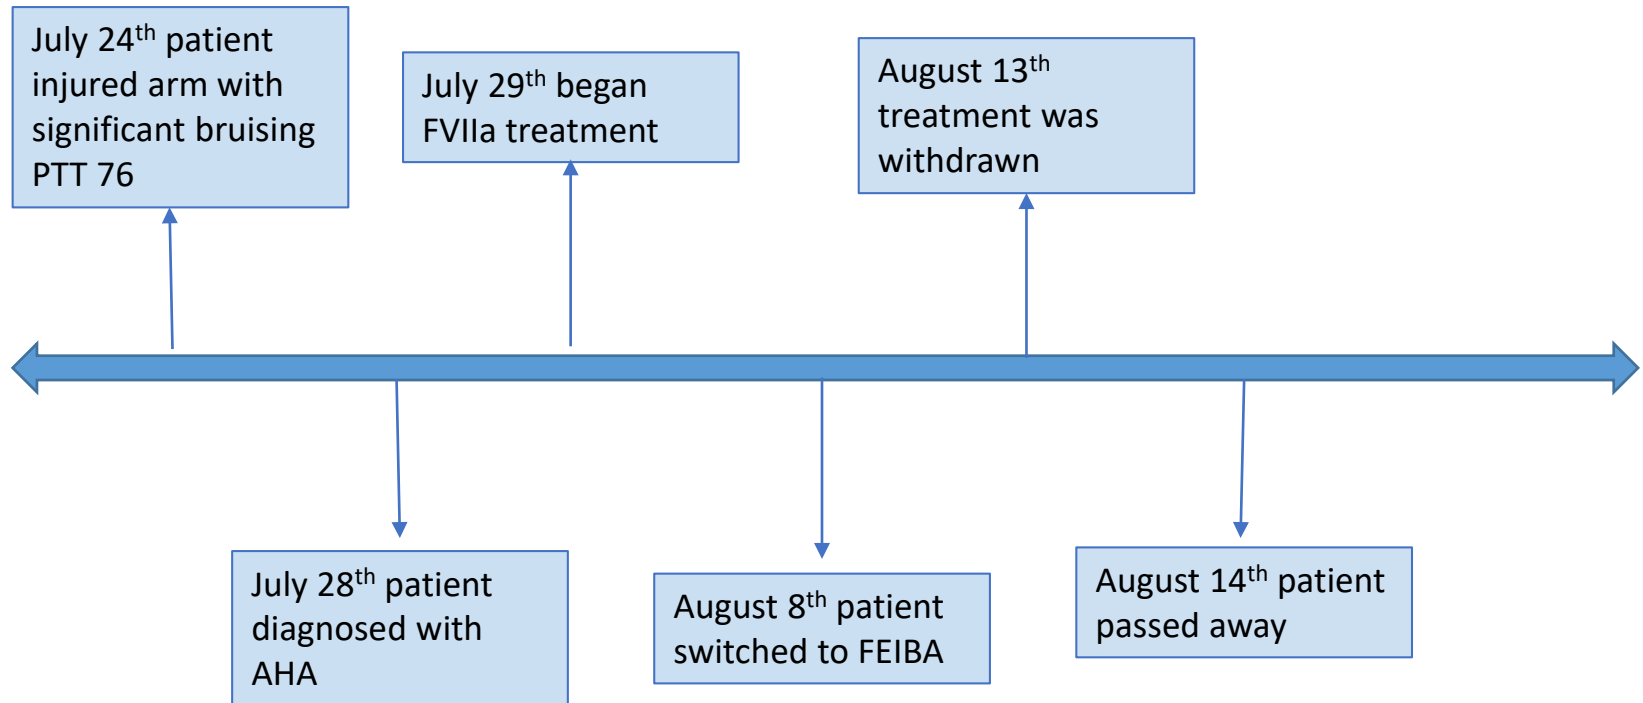 July 24th patient
injured arm with
significant bruising
PTT 76
July 28th patient
diagnosed with
AHA
July 29th began
FVIIa treatment
August 8th patient
switched to FEIBA
August 13th
treatment was
withdrawn
August 14th patient
passed away